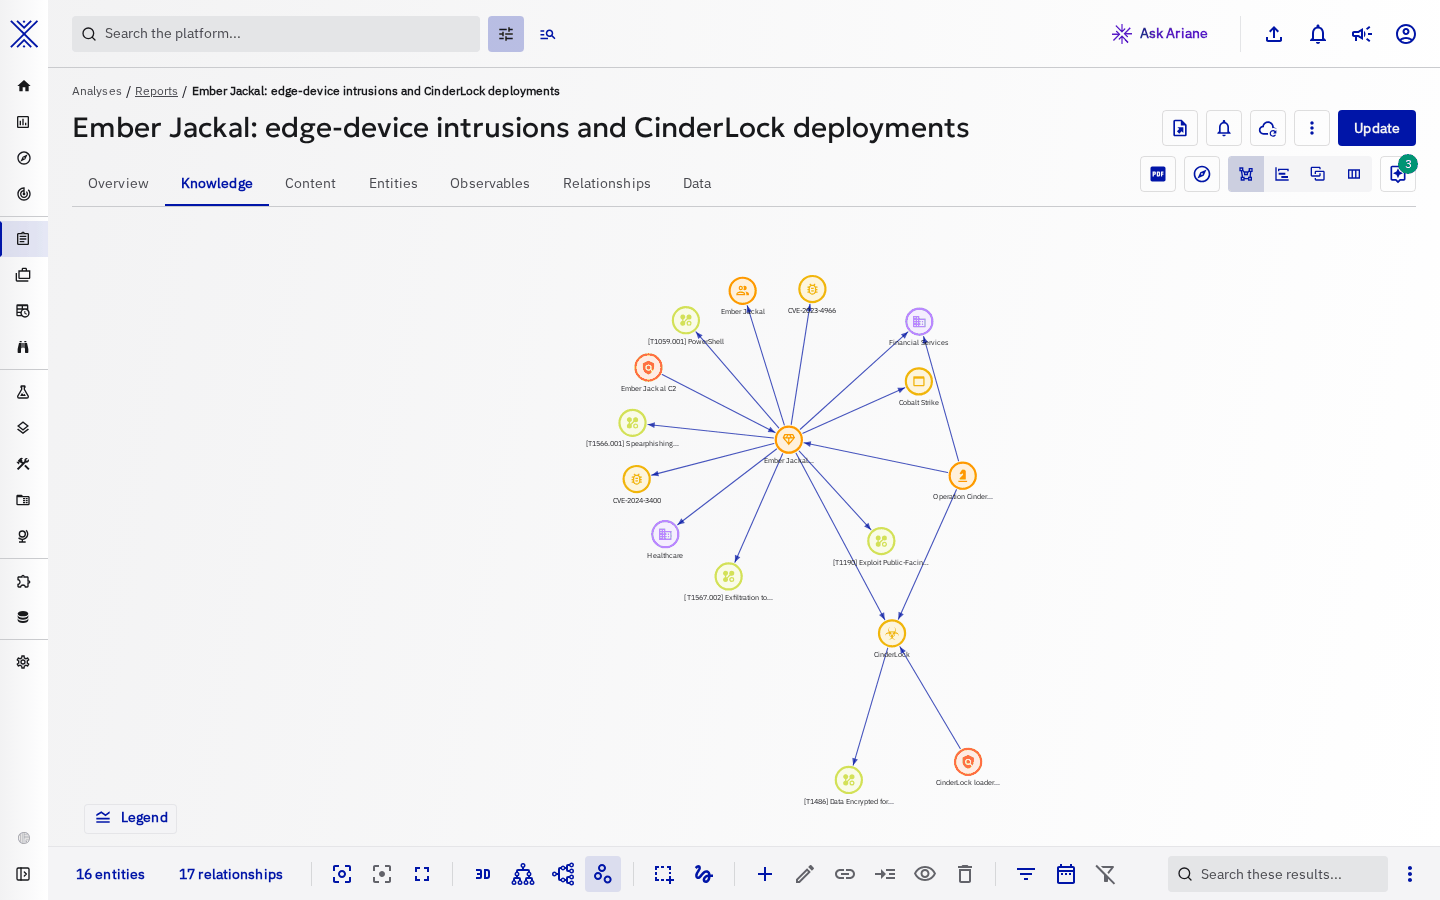 Search the platform...
Ask Ariane
Analyses / Reports / Ember Jackal: edge-device intrusions and CinderLock deployments
Ember Jackal: edge-device intrusions and CinderLock deployments
Update
Overview
Knowledge
Content
Entities
Observables
Relationships
Data
PDF
3
Ember Jackal
CVE-2023-4966
[T1059.001] PowerShell
Financial Services
Ember Jackal C2
Cobalt Strike
[T1566.001] Spearphishing...
Ember Jackal...
CVE-2024-3400
Operation Cinder...
Healthcare
[T1190] Exploit Public-Facin...
[T1567.002] Exfiltration to...
CinderLock
CinderLock loader...
[T1486] Data Encrypted for...
Legend
16 entities
17 relationships
3D
Search these results...